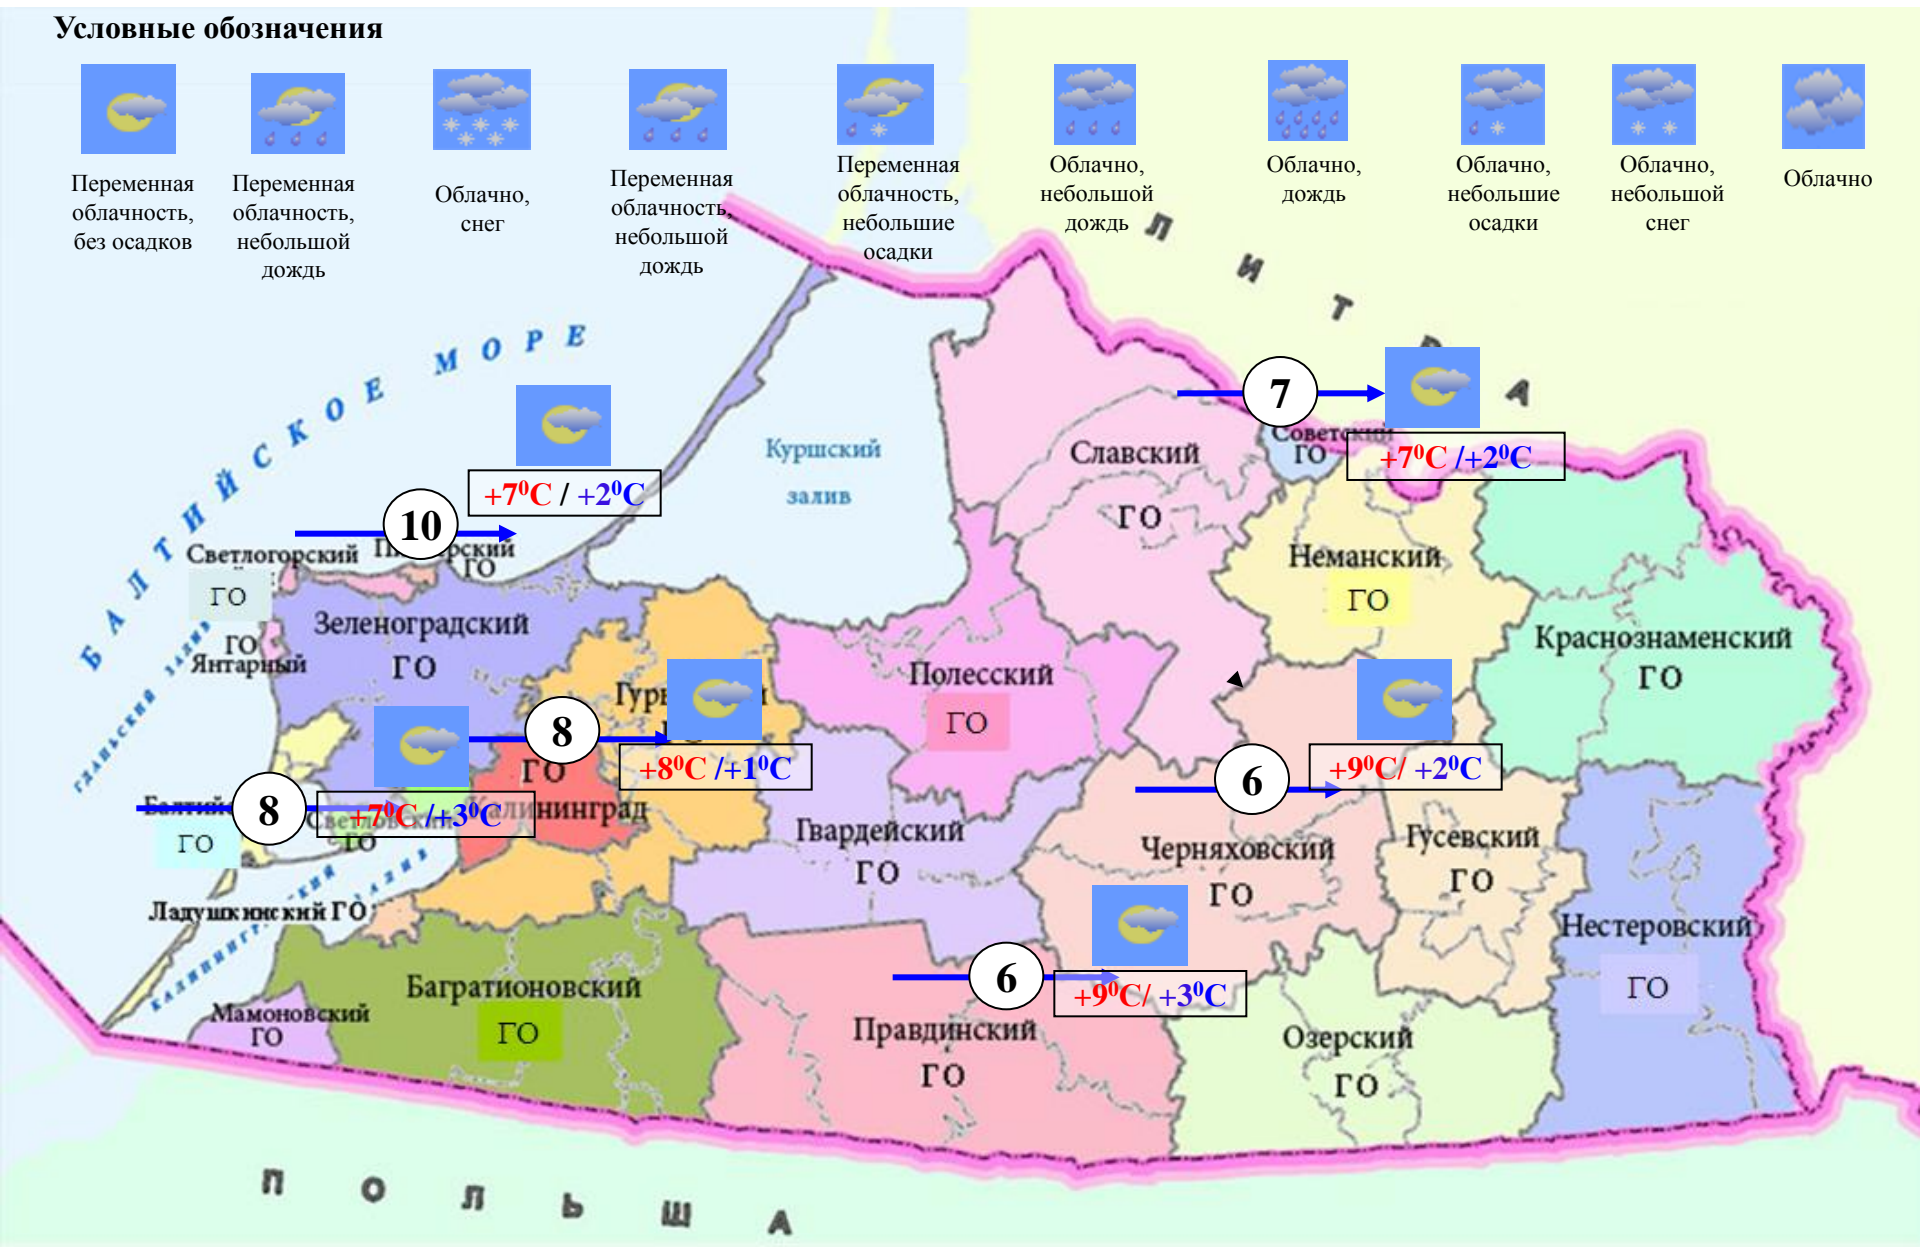 Условные обозначения
Переменная
облачность,
без осадков
Переменная
облачность,
небольшой
дождь
Облачно,
снег
Переменная
облачность,
небольшой
дождь
Переменная
облачность,
небольшие
осадки
Облачно,
небольшой
дождь
Облачно,
дождь
Облачно,
небольшие
осадки
Облачно,
небольшой
снег
Облачно
ЛИТВА
БАЛТИЙСКОЕ МОРЕ
Куршский
залив
7
+7⁰C /+2⁰C
Советский
ГО
Славский
ГО
+7⁰C / +2⁰C
10
Светлогорский
ГО
ГО
Неманский
ГО
Зеленоградский
ГО
ГО
Янтарный
Краснознаменский
ГО
Полесский
ГО
8
+8⁰C /+1⁰C
ГО
Калининград
8
+7⁰C /+3⁰C
ГО
Светловский
ГО
6
+9⁰C/ +2⁰C
Гвардейский
ГО
Черняховский
ГО
Гусевский
ГО
Ладушкинский ГО
Нестеровский
ГО
6
+9⁰C/ +3⁰C
Багратионовский
ГО
Мамоновский
ГО
Правдинский
ГО
Озерский
ГО
ПОЛЬША